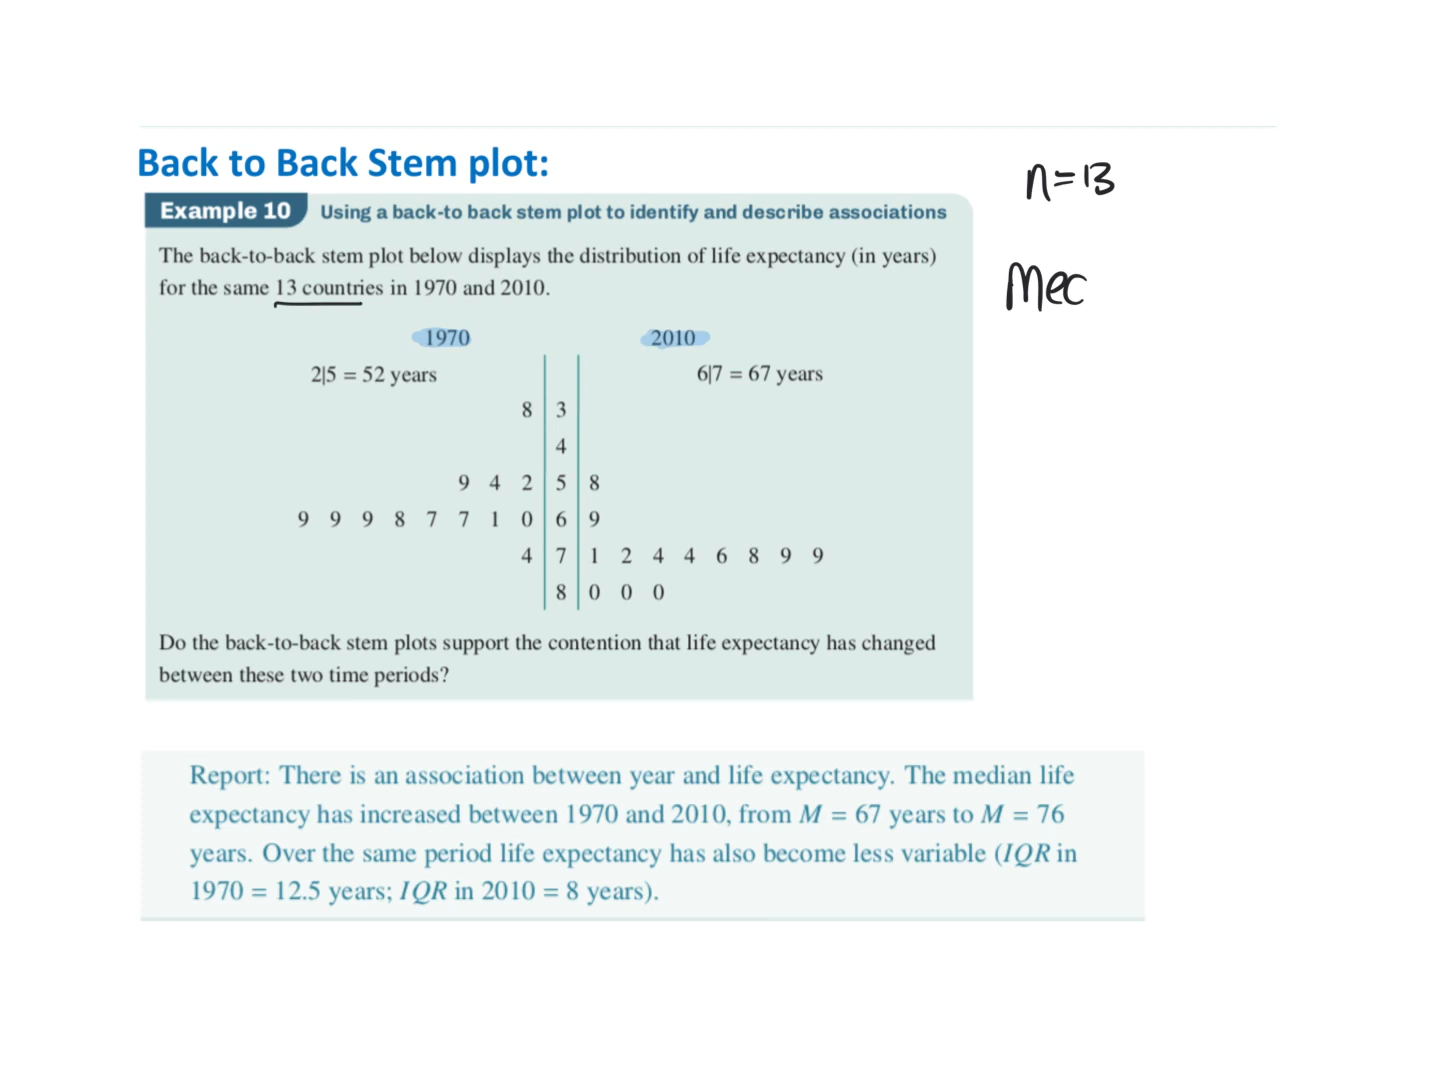 Back to Back Stem plot:
n=13
Example 10 Using a back-to back stem plot to identify and describe associations
The back-to-back stem plot below displays the distribution of life expectancy (in years)
for the same 13 countries in 1970 and 2010.
Mec
1970 2010
2|5 = 52 years 6|7 = 67 years
8 3
4
9 4 2 5 8
9 9 9 8 7 7 1 0 6 9
4 7 1 2 4 4 6 8 9 9
8 0 0 0
Do the back-to-back stem plots support the contention that life expectancy has changed
between these two time periods?
Report: There is an association between year and life expectancy. The median life
expectancy has increased between 1970 and 2010, from M = 67 years to M = 76
years. Over the same period life expectancy has also become less variable (IQR in
1970 = 12.5 years; IQR in 2010 = 8 years).